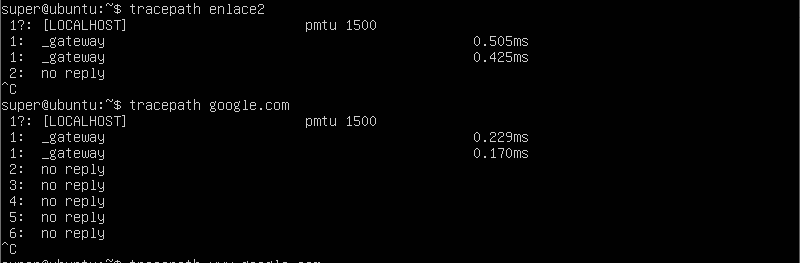 super@ubuntu:~$ tracepath enlace2
 1?: [LOCALHOST]                      pmtu 1500
 1:  _gateway                                              0.505ms
 1:  _gateway                                              0.425ms
 2:  no reply
^C
super@ubuntu:~$ tracepath google.com
 1?: [LOCALHOST]                      pmtu 1500
 1:  _gateway                                              0.229ms
 1:  _gateway                                              0.170ms
 2:  no reply
 3:  no reply
 4:  no reply
 5:  no reply
 6:  no reply
^C